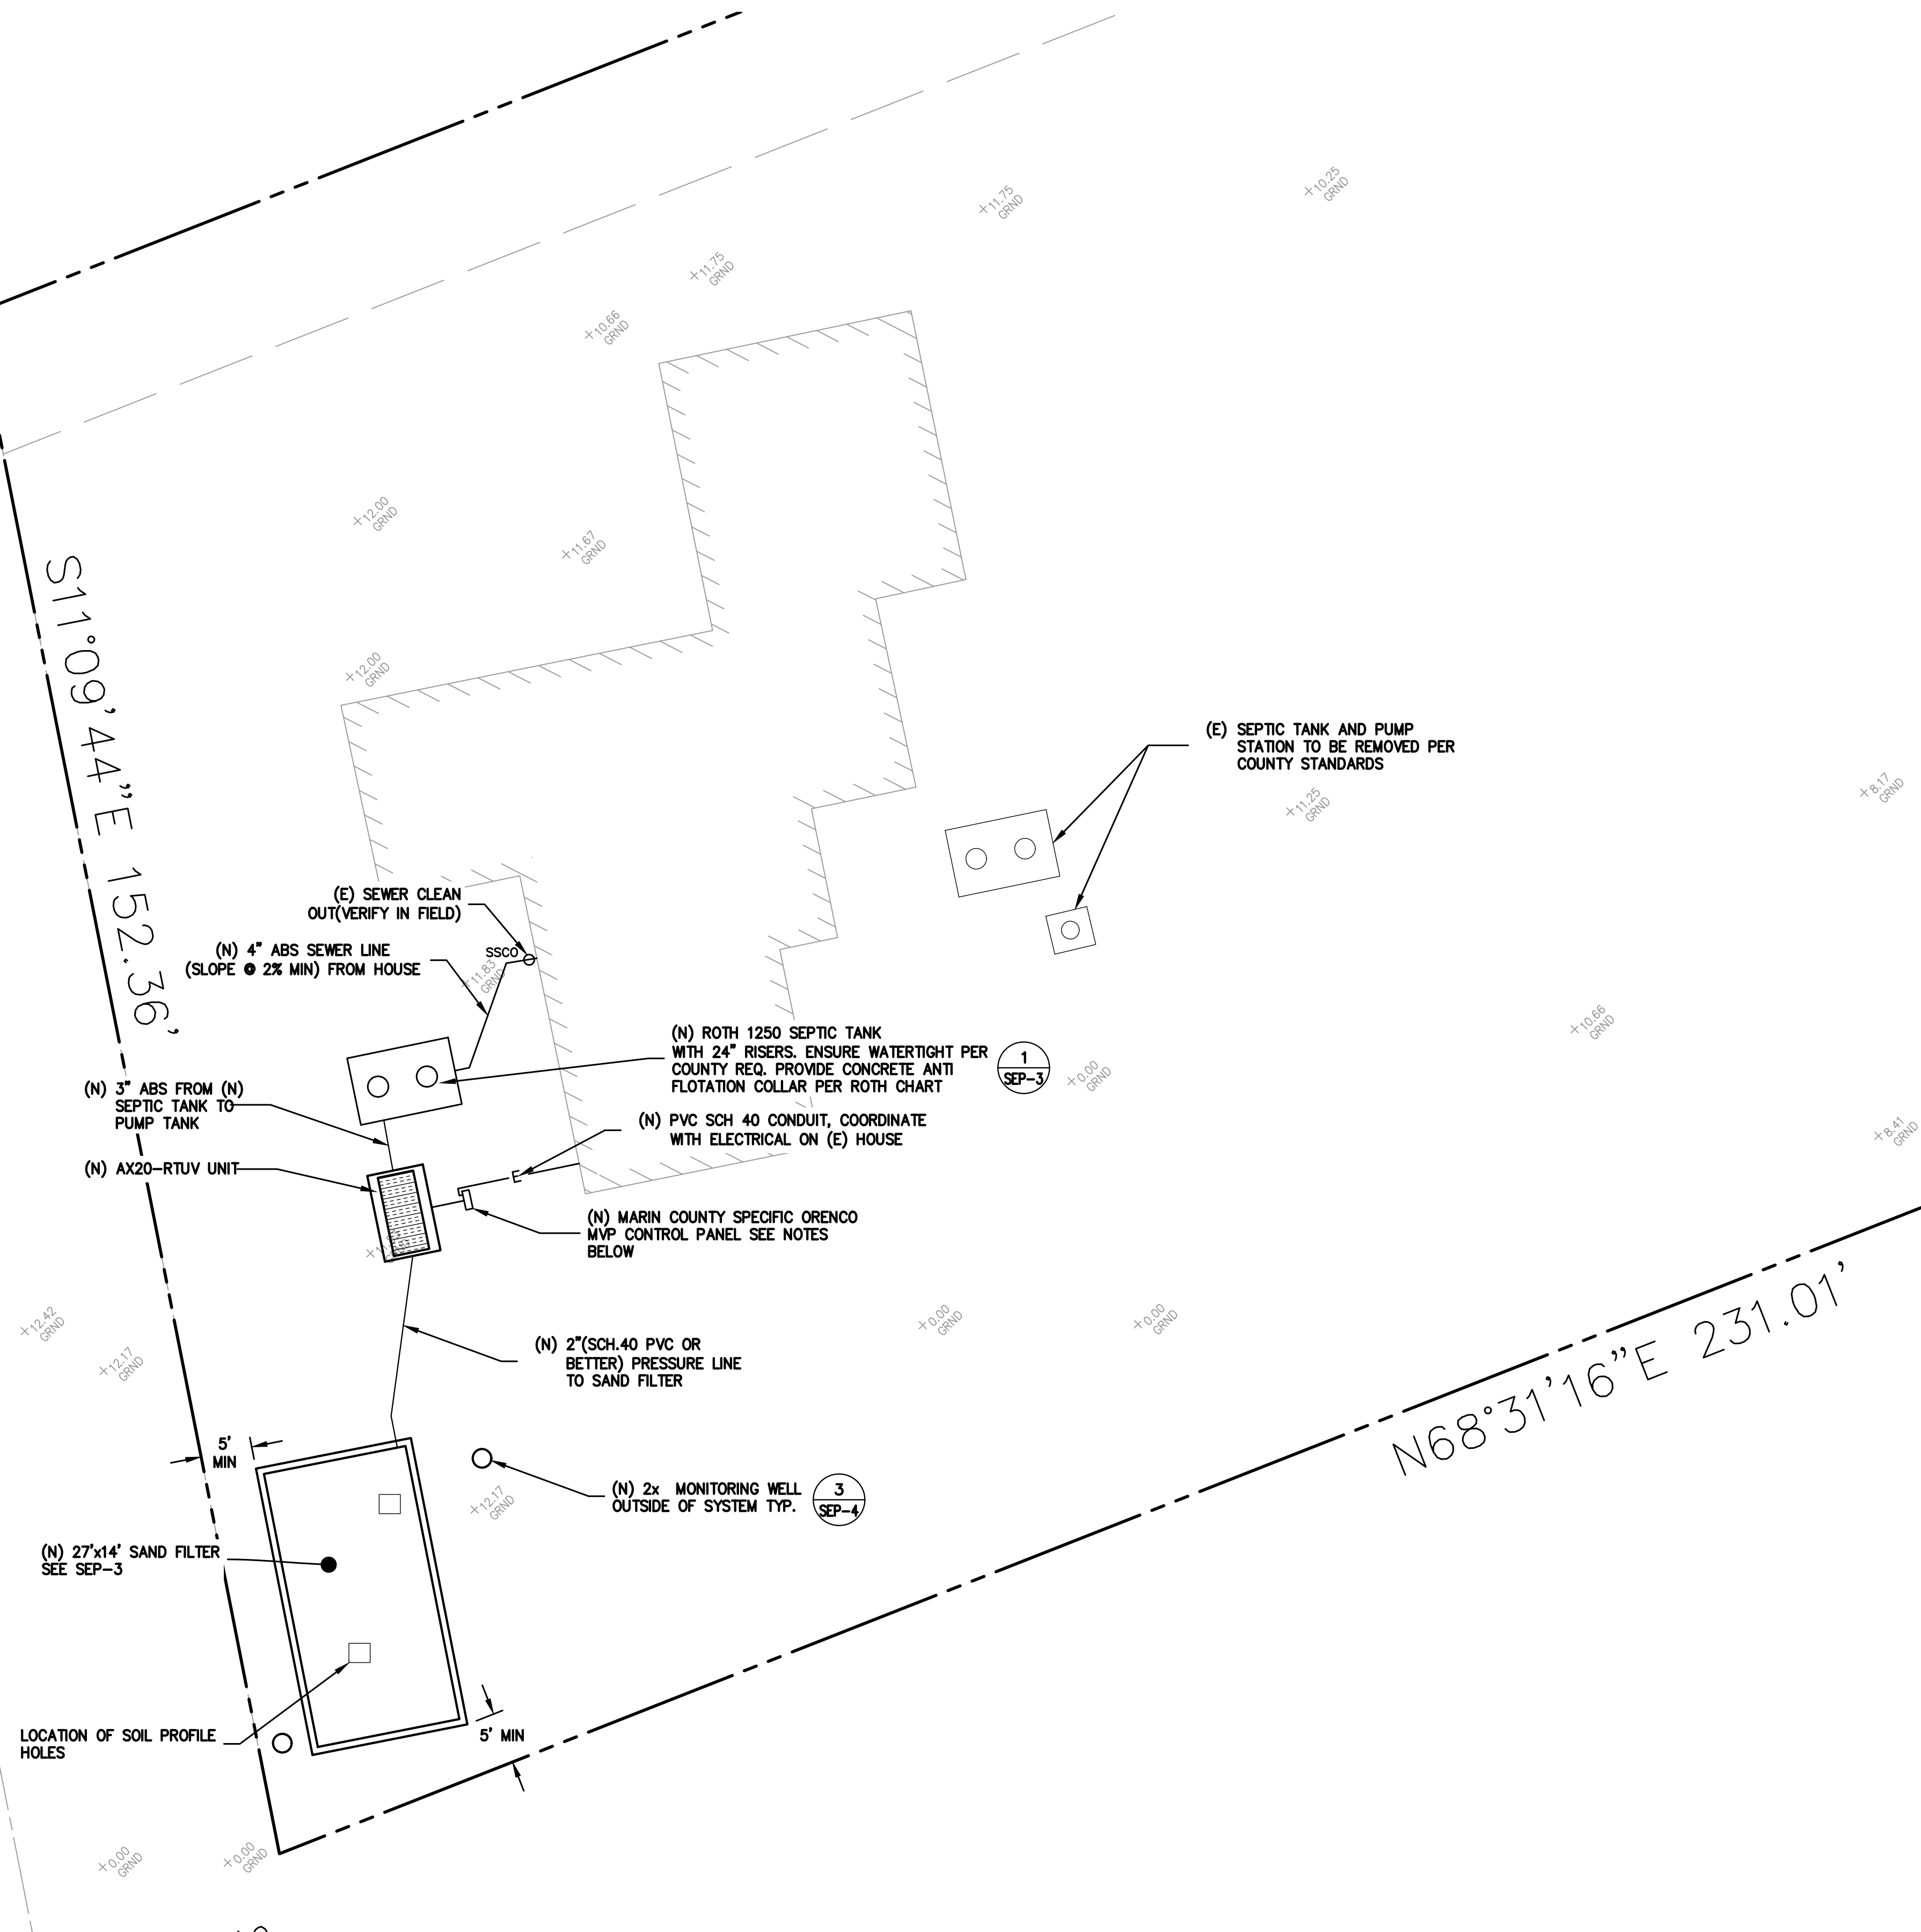 +10.25
GRND
+11.75
GRND
+11.75
GRND
+10.66
GRND
+12.00
GRND
+11.67
GRND
S11°09'44"E 152.36'
+12.00
GRND
(E) SEPTIC TANK AND PUMP
STATION TO BE REMOVED PER
COUNTY STANDARDS
+11.25
GRND
+8.17
GRND
(E) SEWER CLEAN
OUT(VERIFY IN FIELD)
(N) 4" ABS SEWER LINE
(SLOPE @ 2% MIN) FROM HOUSE
SSCO
+11.83
GRND
(N) ROTH 1250 SEPTIC TANK
WITH 24" RISERS. ENSURE WATERTIGHT PER
COUNTY REQ. PROVIDE CONCRETE ANTI
FLOTATION COLLAR PER ROTH CHART
1
SEP-3
+10.66
GRND
+0.00
GRND
(N) 3" ABS FROM (N)
SEPTIC TANK TO
PUMP TANK
(N) PVC SCH 40 CONDUIT, COORDINATE
WITH ELECTRICAL ON (E) HOUSE
+8.41
GRND
(N) AX20-RTUV UNIT
E
(N) MARIN COUNTY SPECIFIC ORENCO
MVP CONTROL PANEL SEE NOTES
BELOW
+12.42
GRND
+12.17
GRND
+0.00
GRND
+0.00
GRND
N68°31'16"E 231.01'
(N) 2"(SCH.40 PVC OR
BETTER) PRESSURE LINE
TO SAND FILTER
5'
MIN
(N) 2x MONITORING WELL
OUTSIDE OF SYSTEM TYP.
3
SEP-4
+12.17
GRND
(N) 27'x14' SAND FILTER
SEE SEP-3
LOCATION OF SOIL PROFILE
HOLES
5' MIN
+0.00
GRND
+0.00
GRND